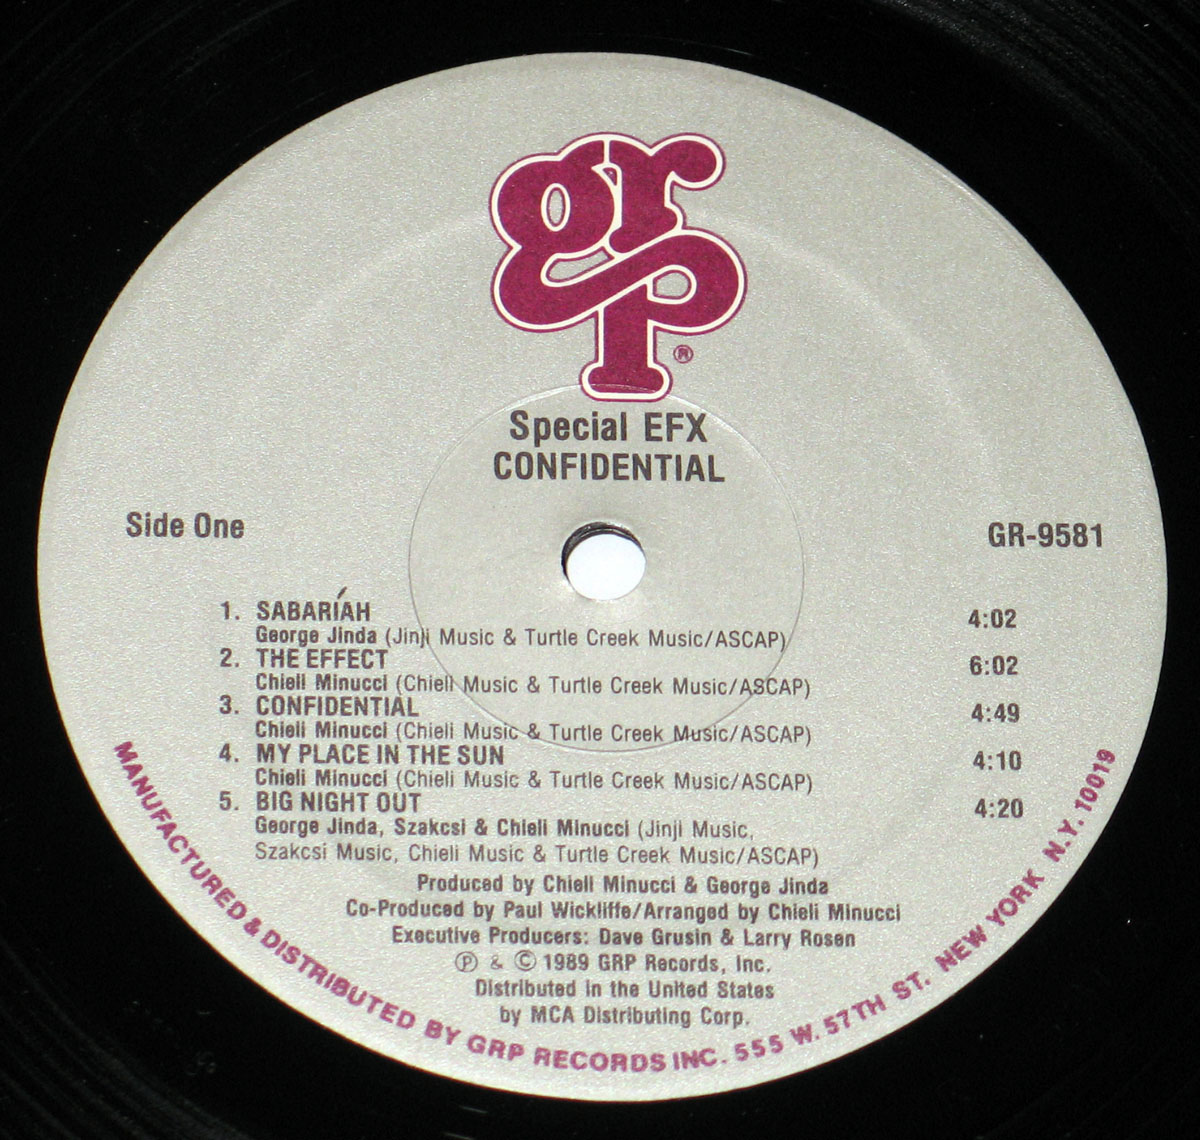 grp ®
Special EFX
CONFIDENTIAL
Side One
GR-9581
1. SABARÍAH 4:02
George Jinda (Jinji Music & Turtle Creek Music/ASCAP)
2. THE EFFECT 6:02
Chieli Minucci (Chieli Music & Turtle Creek Music/ASCAP)
3. CONFIDENTIAL 4:49
Chieli Minucci (Chieli Music & Turtle Creek Music/ASCAP)
4. MY PLACE IN THE SUN 4:10
Chieli Minucci (Chieli Music & Turtle Creek Music/ASCAP)
5. BIG NIGHT OUT 4:20
George Jinda, Szakcsi & Chieli Minucci (Jinji Music,
Szakcsi Music, Chieli Music & Turtle Creek Music/ASCAP)
Produced by Chieli Minucci & George Jinda
Co-Produced by Paul Wickliffe/Arranged by Chieli Minucci
Executive Producers: Dave Grusin & Larry Rosen
℗ & © 1989 GRP Records, Inc.
Distributed in the United States
by MCA Distributing Corp.
MANUFACTURED & DISTRIBUTED BY GRP RECORDS INC. 555 W. 57TH ST. NEW YORK N.Y. 10019